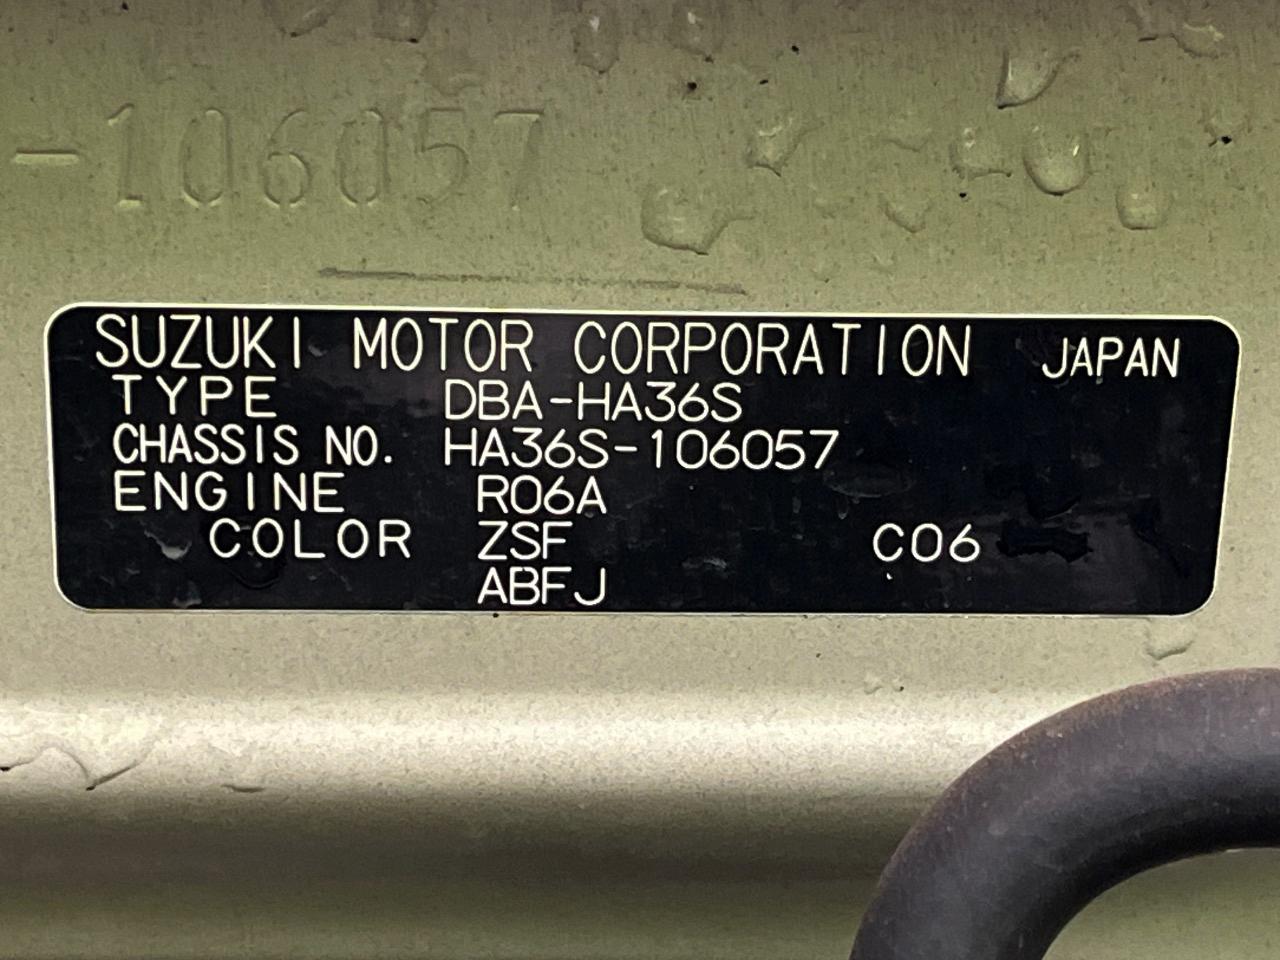 -106057
SUZUKI MOTOR CORPORATION JAPAN
TYPE DBA-HA36S
CHASSIS NO. HA36S-106057
ENGINE R06A
COLOR ZSF C06
ABFJ